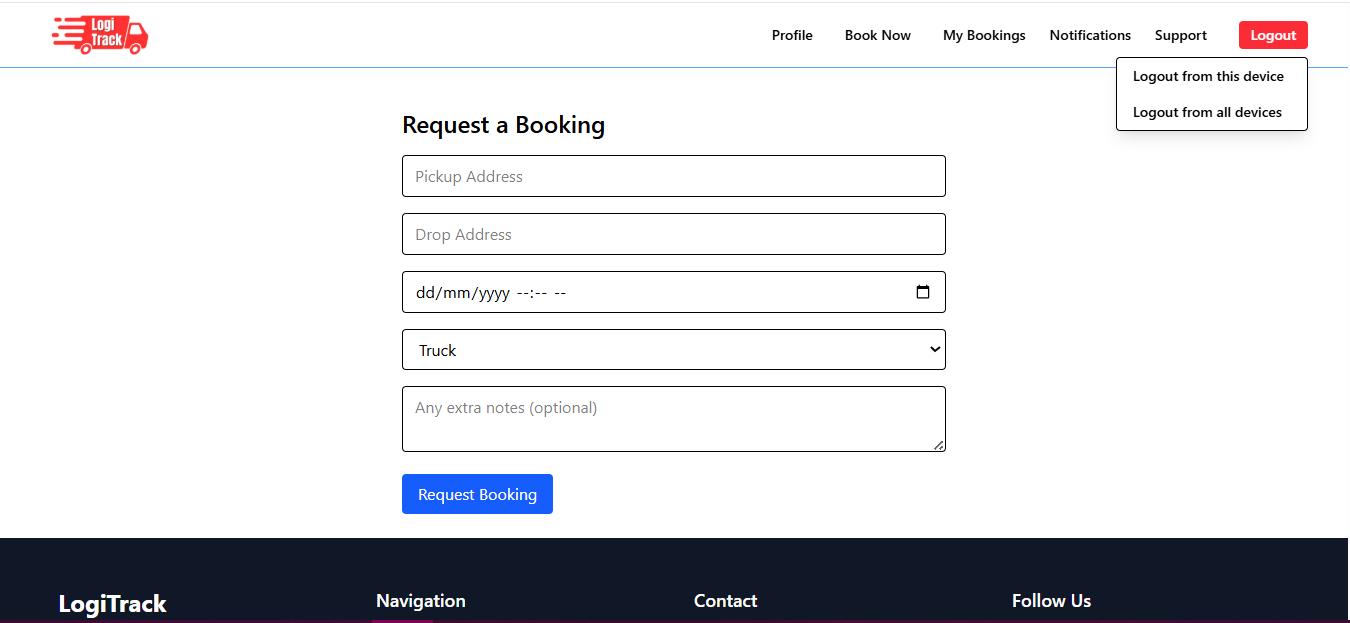 Logi
Track
Profile Book Now My Bookings Notifications Support Logout
Logout from this device
Logout from all devices
Request a Booking
Pickup Address
Drop Address
dd/mm/yyyy --:-- --
Truck
Any extra notes (optional)
Request Booking
LogiTrack Navigation Contact Follow Us